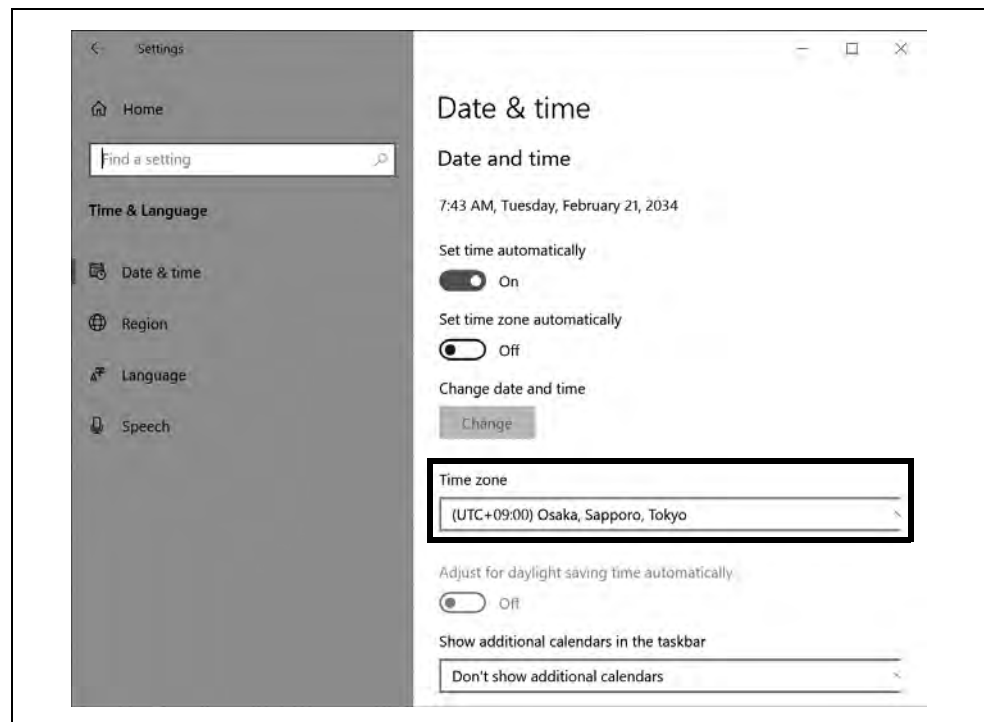 Settings
Home
Find a setting
Time & Language
Date & time
Region
Language
Speech
Date & time
Date and time
7:43 AM, Tuesday, February 21, 2034
Set time automatically
On
Set time zone automatically
Off
Change date and time
Change
Time zone
(UTC+09:00) Osaka, Sapporo, Tokyo
Adjust for daylight saving time automatically
Off
Show additional calendars in the taskbar
Don't show additional calendars